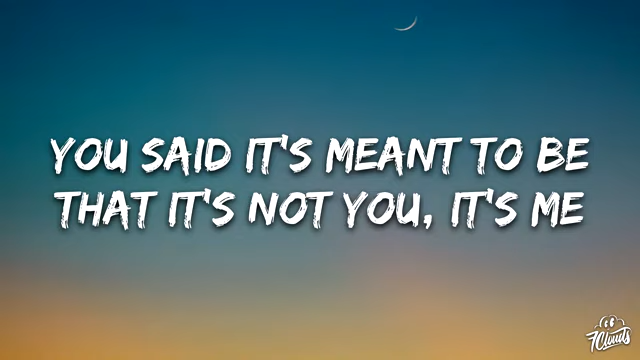 YOU SAID IT'S MEANT TO BE
THAT IT'S NOT YOU, IT'S ME
7Clouds